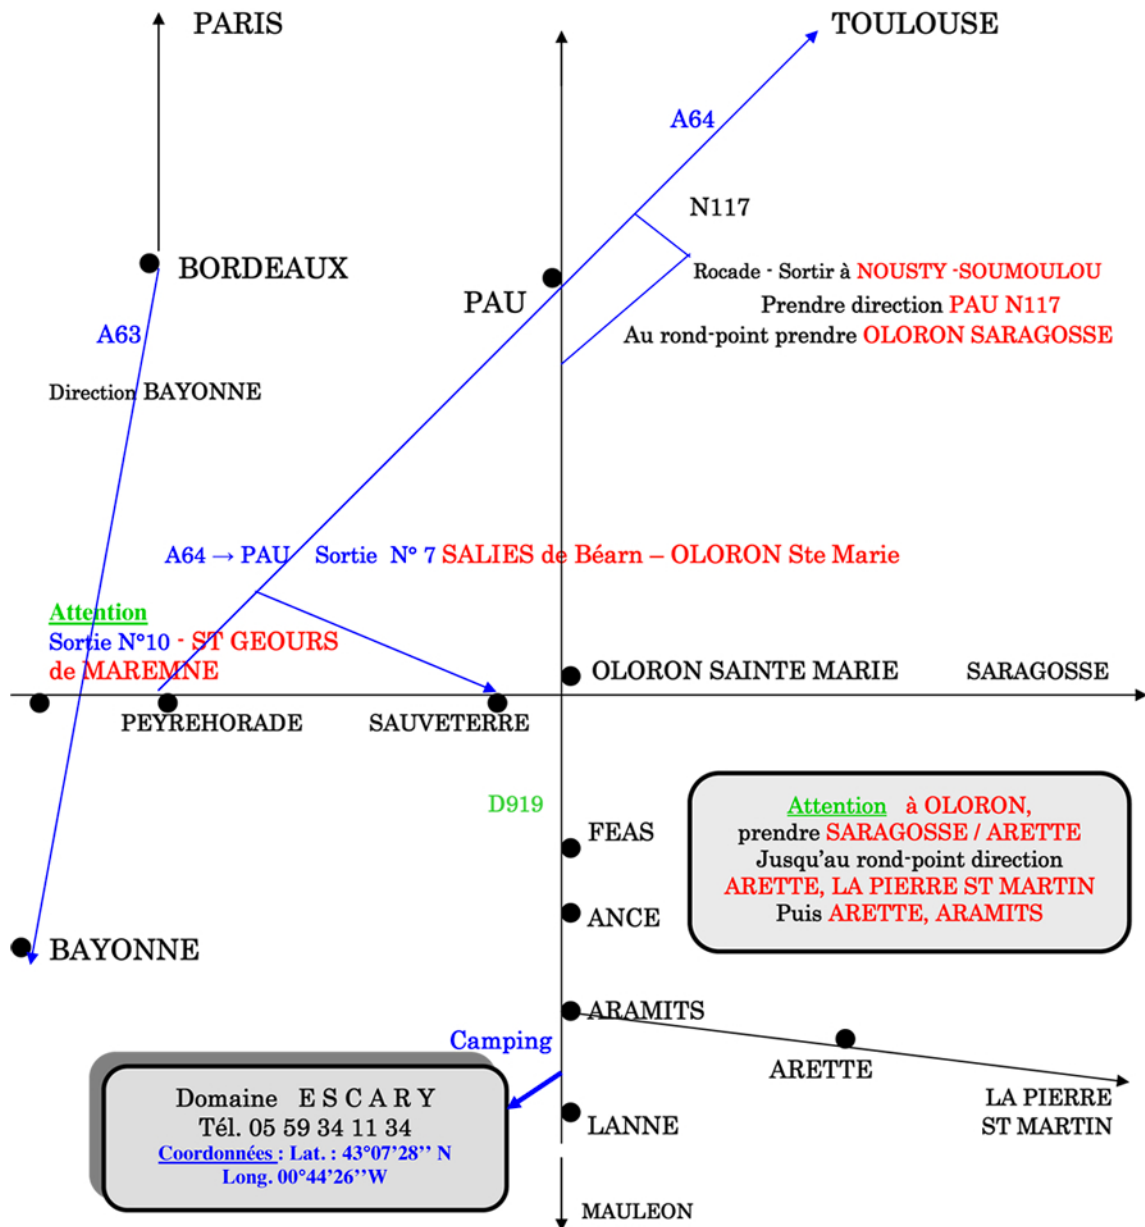 PARIS
TOULOUSE
A64
N117
BORDEAUX
Rocade - Sortir à NOUSTY -SOUMOULOU
PAU
Prendre direction PAU N117
A63
Au rond-point prendre OLORON SARAGOSSE
Direction BAYONNE
A64 → PAU Sortie N° 7 SALIES de Béarn – OLORON Ste Marie
Attention
Sortie N°10 - ST GEOURS
de MAREMNE
OLORON SAINTE MARIE
SARAGOSSE
PEYREHORADE
SAUVETERRE
D919
Attention à OLORON,
prendre SARAGOSSE / ARETTE
Jusqu'au rond-point direction
ARETTE, LA PIERRE ST MARTIN
Puis ARETTE, ARAMITS
FEAS
ANCE
BAYONNE
ARAMITS
Camping
ARETTE
LA PIERRE
ST MARTIN
Domaine E S C A R Y
Tél. 05 59 34 11 34
Coordonnées : Lat. : 43°07'28'' N
Long. 00°44'26''W
LANNE
MAULEON